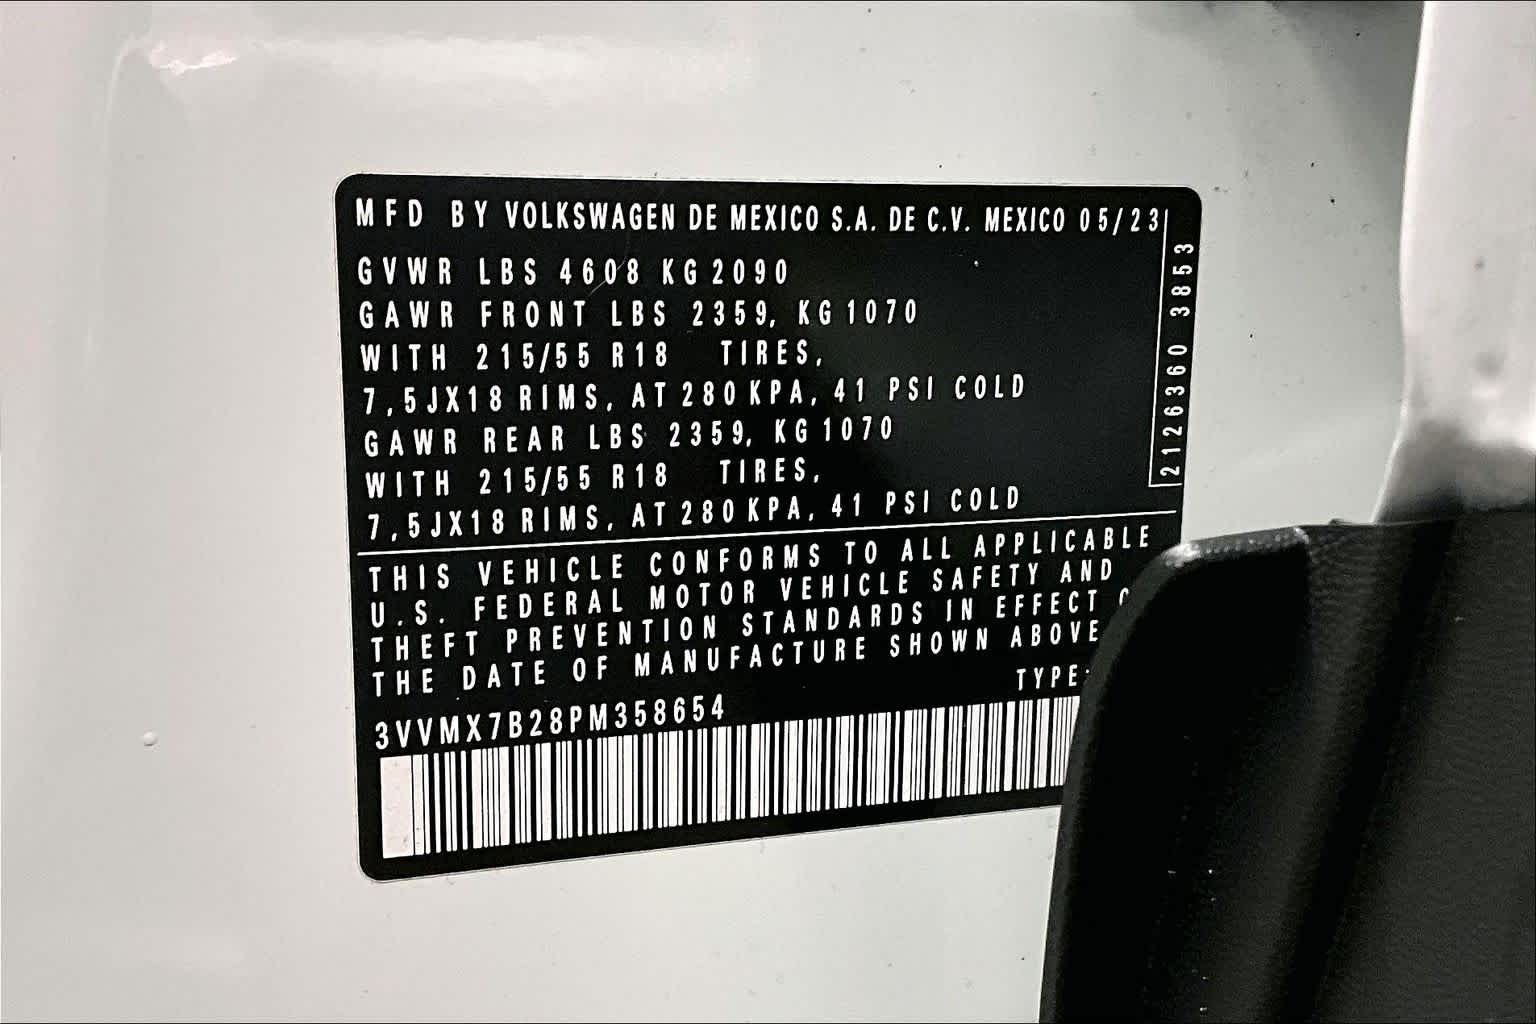 MFD BY VOLKSWAGEN DE MEXICO S.A. DE C.V. MEXICO 05/23
GVWR LBS 4608 KG 2090
GAWR FRONT LBS 2359, KG 1070
WITH 215/55 R18 TIRES,
7,5JX18 RIMS, AT 280 KPA, 41 PSI COLD
GAWR REAR LBS 2359, KG 1070
WITH 215/55 R18 TIRES,
7,5JX18 RIMS, AT 280 KPA, 41 PSI COLD
2126360 3853
THIS VEHICLE CONFORMS TO ALL APPLICABLE
U.S. FEDERAL MOTOR VEHICLE SAFETY AND
THEFT PREVENTION STANDARDS IN EFFECT
THE DATE OF MANUFACTURE SHOWN ABOVE
TYPE:
3VVMX7B28PM358654